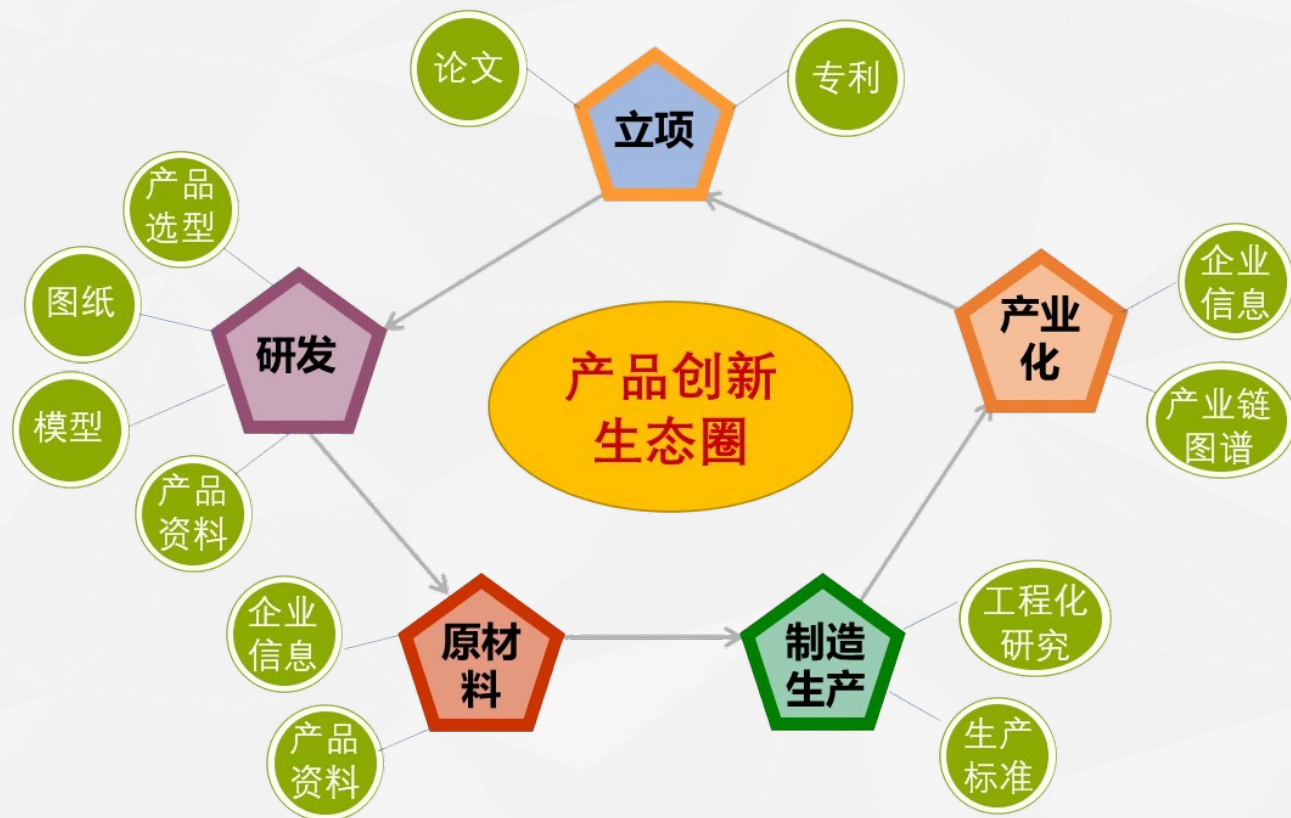 论文
专利
立项
产品
选型
图纸
研发
模型
产品
资料
企业
信息
产业
化
产业链
图谱
产品创新
生态圈
企业
信息
原材
料
产品
资料
制造
生产
工程化
研究
生产
标准